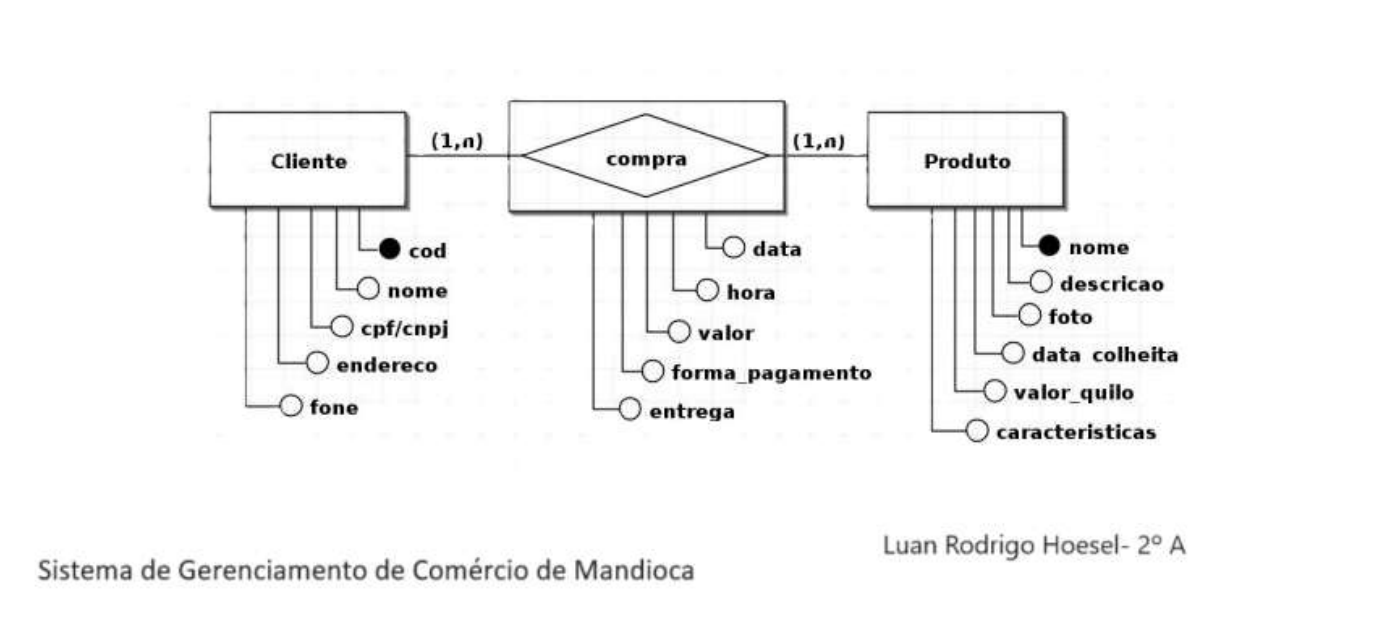 (1,n)
(1,n)
Cliente
compra
Produto
cod
nome
cpf/cnpj
endereco
fone
data
hora
valor
forma_pagamento
entrega
nome
descricao
foto
data colheita
valor_quilo
caracteristicas
Luan Rodrigo Hoesel- 2º A
Sistema de Gerenciamento de Comércio de Mandioca